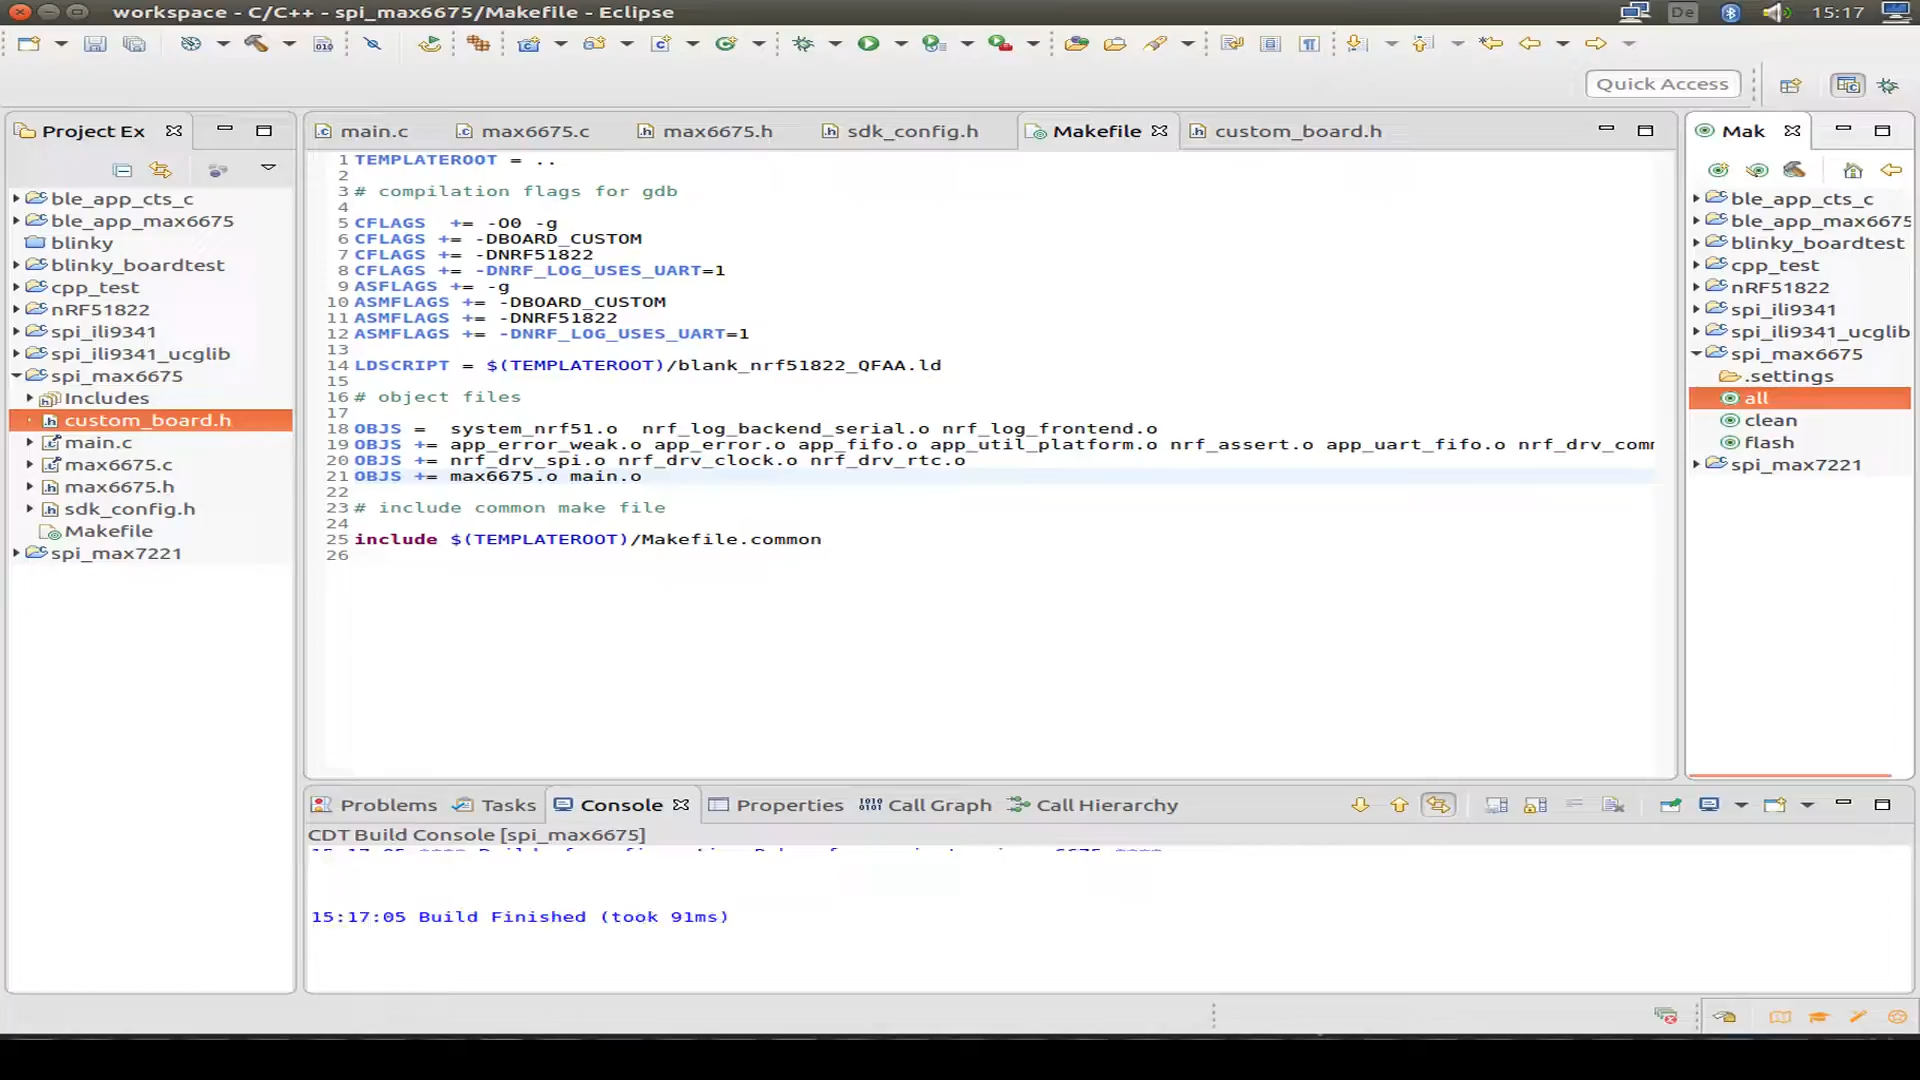 workspace - C/C++ - spi_max6675/Makefile - Eclipse
De
15:17
Quick Access
Project Ex
main.c
max6675.c
max6675.h
sdk_config.h
Makefile
custom_board.h
Mak
ble_app_cts_c
ble_app_max6675
blinky
blinky_boardtest
cpp_test
nRF51822
spi_ili9341
spi_ili9341_ucglib
spi_max6675
Includes
custom_board.h
main.c
max6675.c
max6675.h
sdk_config.h
Makefile
spi_max7221
1 TEMPLATEROOT = ..
2
3 # compilation flags for gdb
4
5 CFLAGS += -O0 -g
6 CFLAGS += -DBOARD_CUSTOM
7 CFLAGS += -DNRF51822
8 CFLAGS += -DNRF_LOG_USES_UART=1
9 ASFLAGS += -g
10 ASMFLAGS += -DBOARD_CUSTOM
11 ASMFLAGS += -DNRF51822
12 ASMFLAGS += -DNRF_LOG_USES_UART=1
13
14 LDSCRIPT = $(TEMPLATEROOT)/blank_nrf51822_QFAA.ld
15
16 # object files
17
18 OBJS = system_nrf51.o nrf_log_backend_serial.o nrf_log_frontend.o
19 OBJS += app_error_weak.o app_error.o app_fifo.o app_util_platform.o nrf_assert.o app_uart_fifo.o nrf_drv_comm
20 OBJS += nrf_drv_spi.o nrf_drv_clock.o nrf_drv_rtc.o
21 OBJS += max6675.o main.o
22
23 # include common make file
24
25 include $(TEMPLATEROOT)/Makefile.common
26
ble_app_cts_c
ble_app_max6675
blinky_boardtest
cpp_test
nRF51822
spi_ili9341
spi_ili9341_ucglib
spi_max6675
.settings
all
clean
flash
spi_max7221
Problems
Tasks
Console
Properties
Call Graph
Call Hierarchy
CDT Build Console [spi_max6675]
15:17:05 Build Finished (took 91ms)